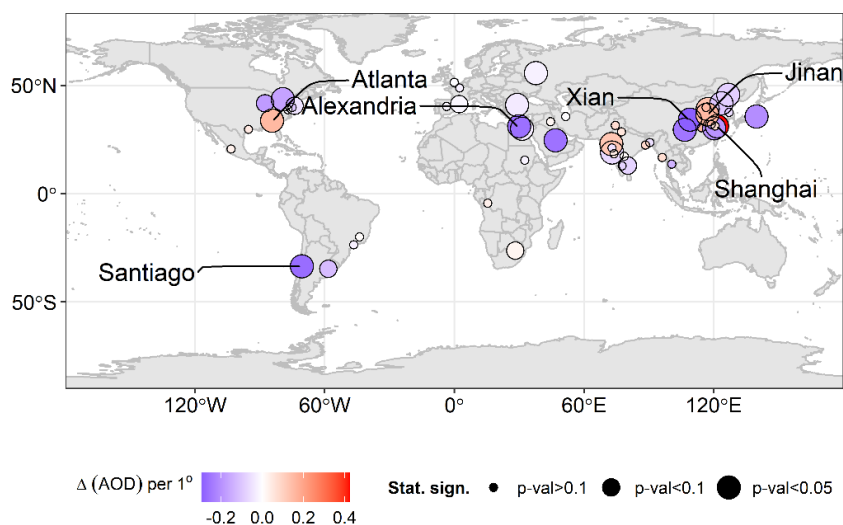 50°N
0°
50°S
Atlanta
Alexandria
Jinan
Xian
Shanghai
Santiago
120°W 60°W 0° 60°E 120°E
Δ (AOD) per 1°
-0.2 0.0 0.2 0.4
Stat. sign. p-val>0.1 p-val<0.1 p-val<0.05